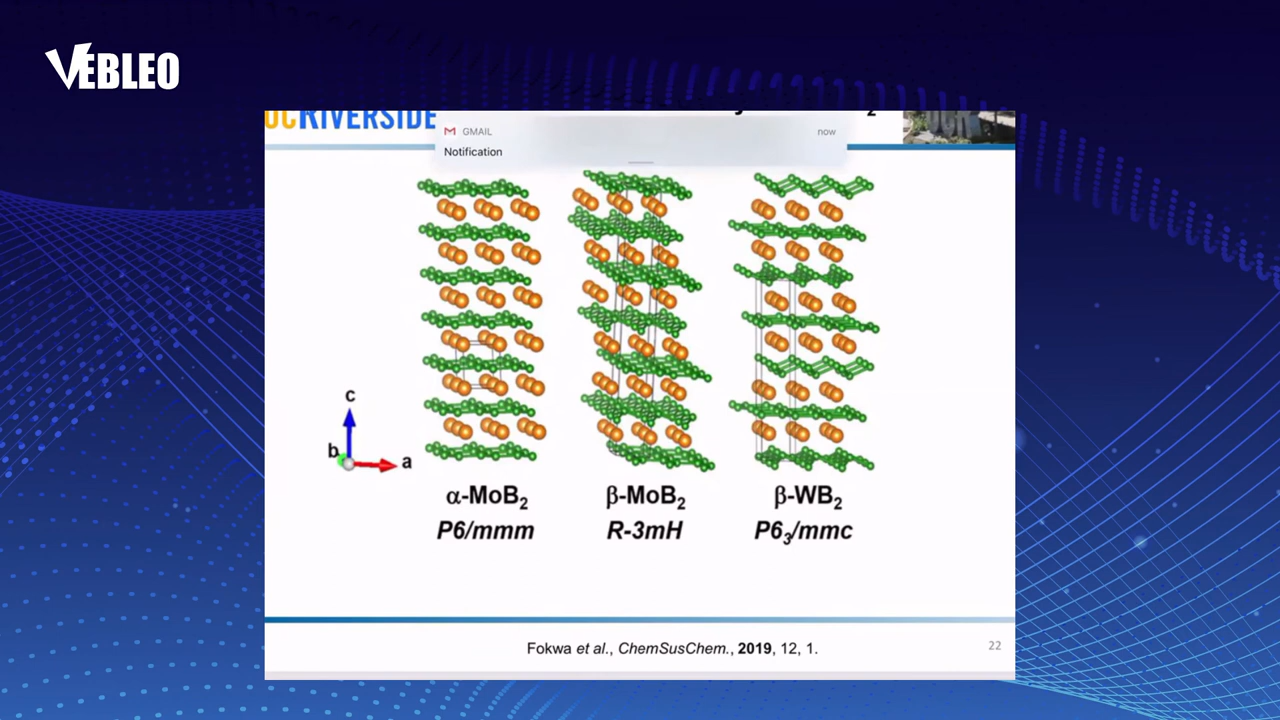 VEBLEO
UCRIVERSIDE
2
GMAIL
now
Notification
c
b
a
α-MoB2
β-MoB2
β-WB2
P6/mmm
R-3mH
P63/mmc
Fokwa et al., ChemSusChem., 2019, 12, 1.
22